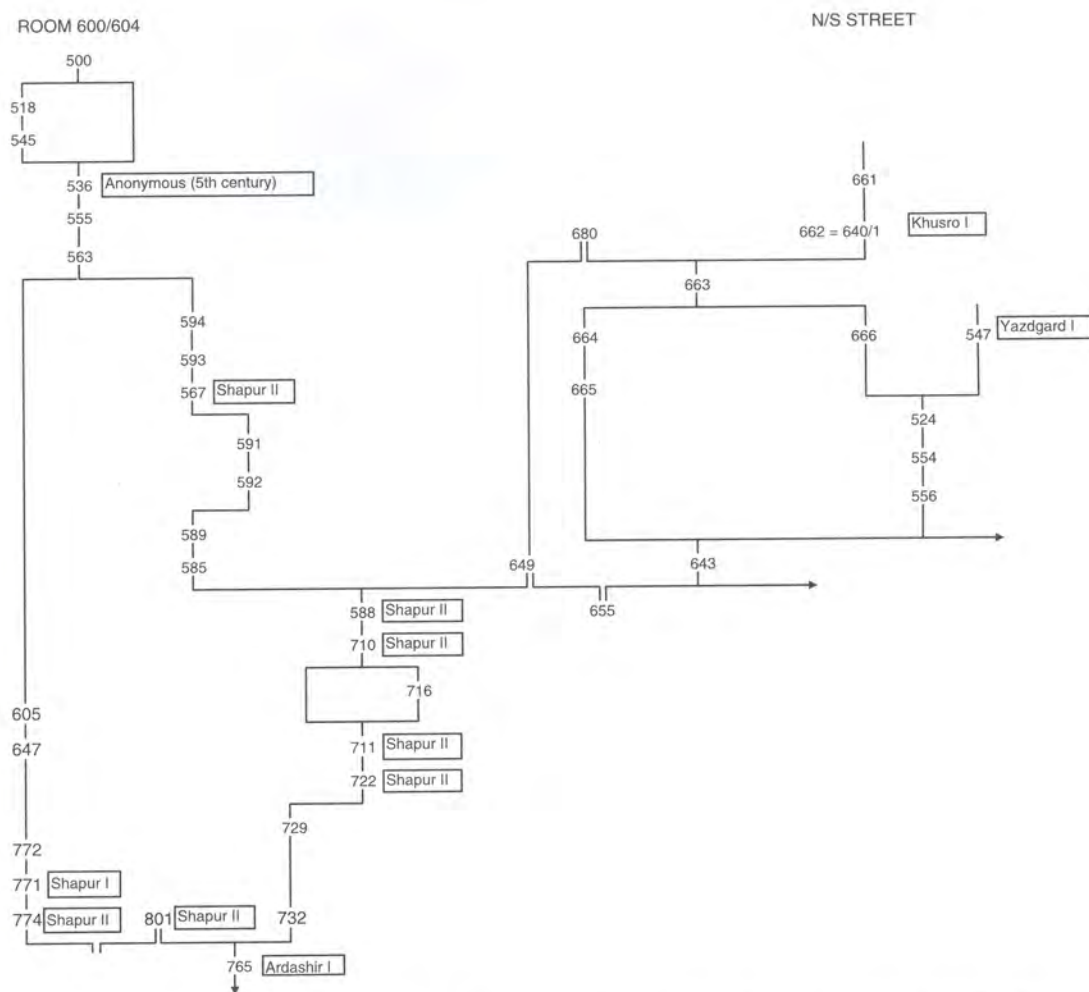 ROOM 600/604
N/S STREET
500
518
545
536 Anonymous (5th century)
555
563
661
662 = 640/1 Khusro I
680
663
594
593
567 Shapur II
591
592
589
585
664
665
666
547 Yazdgard I
524
554
556
649
643
655
588 Shapur II
710 Shapur II
716
711 Shapur II
722 Shapur II
729
605
647
772
771 Shapur I
774 Shapur II
801 Shapur II
732
765 Ardashir I